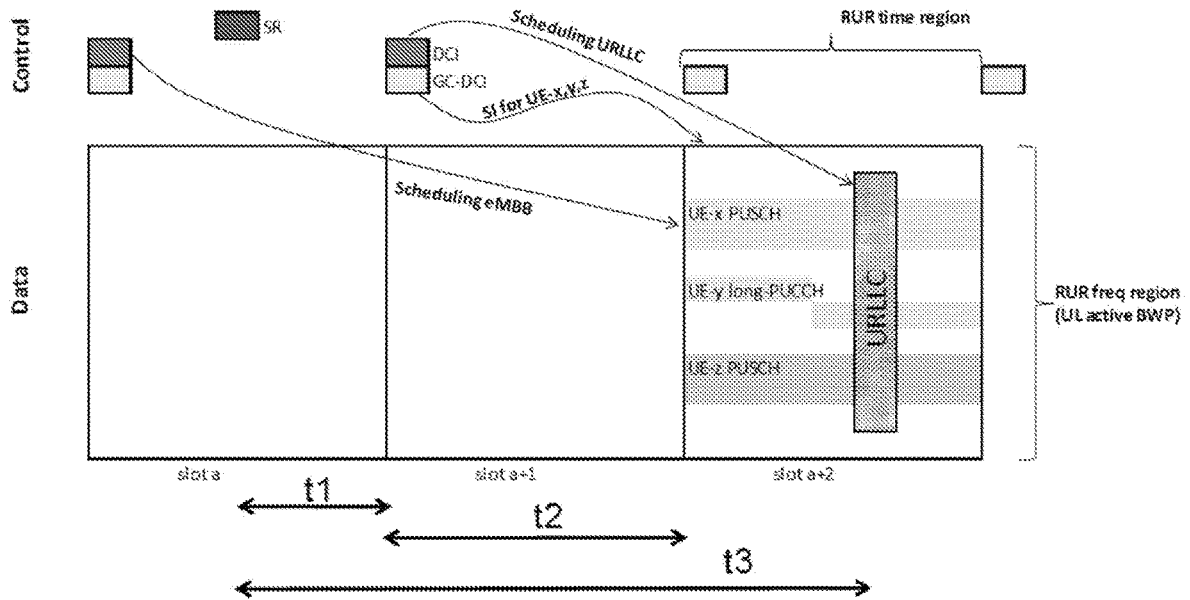 Control
SR
DCI
GC-DCI
Scheduling URLLC
SI for UE-x,y,z
RUR time region
Data
Scheduling eMBB
UE-x PUSCH
UE-y long-PUCCH
UE-z PUSCH
URLLC
RUR freq region
(UL active BWP)
slot a
slot a+1
slot a+2
t1
t2
t3